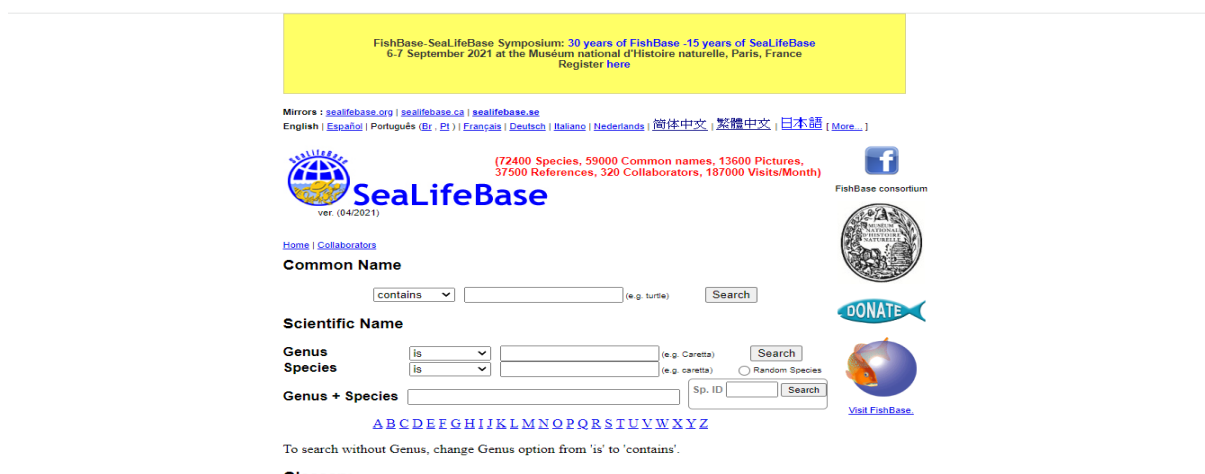 FishBase-SeaLifeBase Symposium: 30 years of FishBase -15 years of SeaLifeBase
6-7 September 2021 at the Muséum national d'Histoire naturelle, Paris, France
Register here
Mirrors : sealifebase.org | sealifebase.ca | sealifebase.se
English | Español | Português (Br , Pt ) | Français | Deutsch | Italiano | Nederlands | 简体中文 | 繁體中文 | 日本語 [ More... ]
SeaLifeBase
(72400 Species, 59000 Common names, 13600 Pictures,
37500 References, 320 Collaborators, 187000 Visits/Month)
SeaLifeBase
ver. (04/2021)
FishBase consortium
MUSEUM
NATIONAL
D'HISTOIRE
NATURELLE
Home | Collaborators
Common Name
contains (e.g. turtle) Search
DONATE
Scientific Name
Genus is (e.g. Caretta) Search
Species is (e.g. caretta) Random Species
Genus + Species Sp. ID Search
Visit FishBase.
A B C D E F G H I J K L M N O P Q R S T U V W X Y Z
To search without Genus, change Genus option from 'is' to 'contains'.